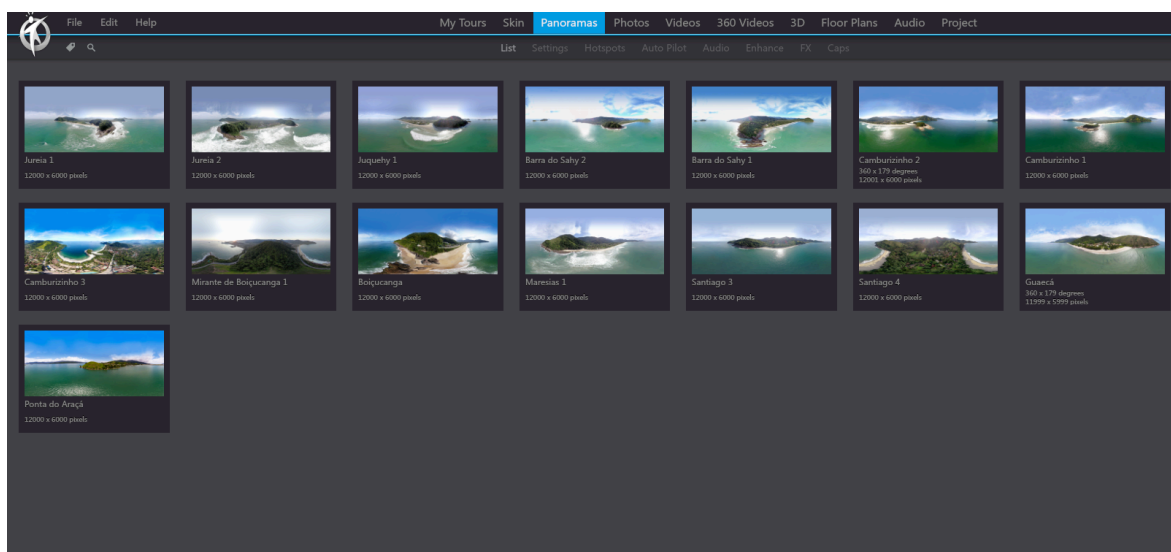 File Edit Help My Tours Skin Panoramas Photos Videos 360 Videos 3D Floor Plans Audio Project
List Settings Hotspots Auto Pilot Audio Enhance FX Caps
Jureia 1
12000 x 6000 pixels
Jureia 2
12000 x 6000 pixels
Juquehy 1
12000 x 6000 pixels
Barra do Sahy 2
12000 x 6000 pixels
Barra do Sahy 1
12000 x 6000 pixels
Camburizinho 2
360 x 179 degrees
12001 x 6000 pixels
Camburizinho 1
12000 x 6000 pixels
Camburizinho 3
12000 x 6000 pixels
Mirante de Boiçucanga 1
12000 x 6000 pixels
Boiçucanga
12000 x 6000 pixels
Maresias 1
12000 x 6000 pixels
Santiago 3
12000 x 6000 pixels
Santiago 4
12000 x 6000 pixels
Guaecá
360 x 179 degrees
11999 x 5999 pixels
Ponta do Araçá
12000 x 6000 pixels